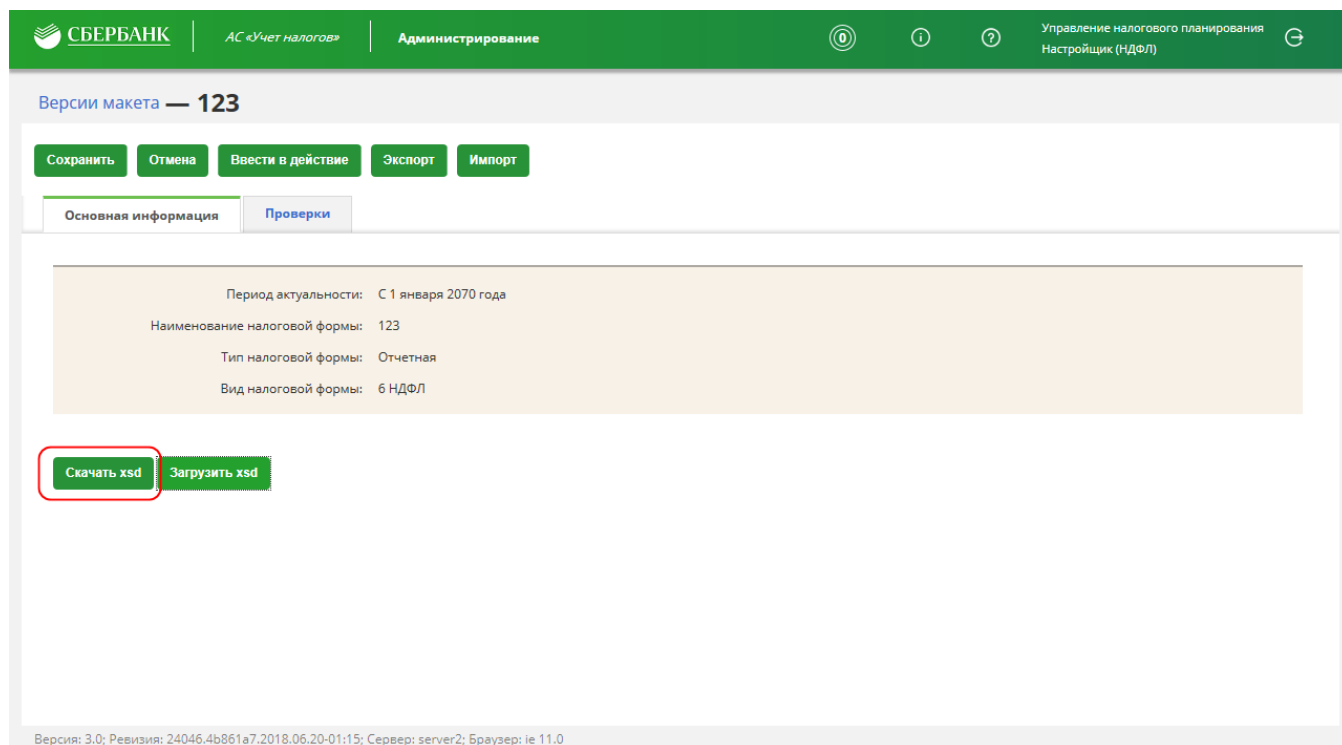 СБЕРБАНК АС «Учет налогов» Администрирование 0 i ? Управление налогового планирования
Настройщик (НДФЛ)
Версии макета — 123
Сохранить Отмена Ввести в действие Экспорт Импорт
Основная информация Проверки
Период актуальности: С 1 января 2070 года
Наименование налоговой формы: 123
Тип налоговой формы: Отчетная
Вид налоговой формы: 6 НДФЛ
Скачать xsd Загрузить xsd
Версия: 3.0; Ревизия: 24046.4b861a7.2018.06.20-01:15; Сервер: server2; Браузер: ie 11.0